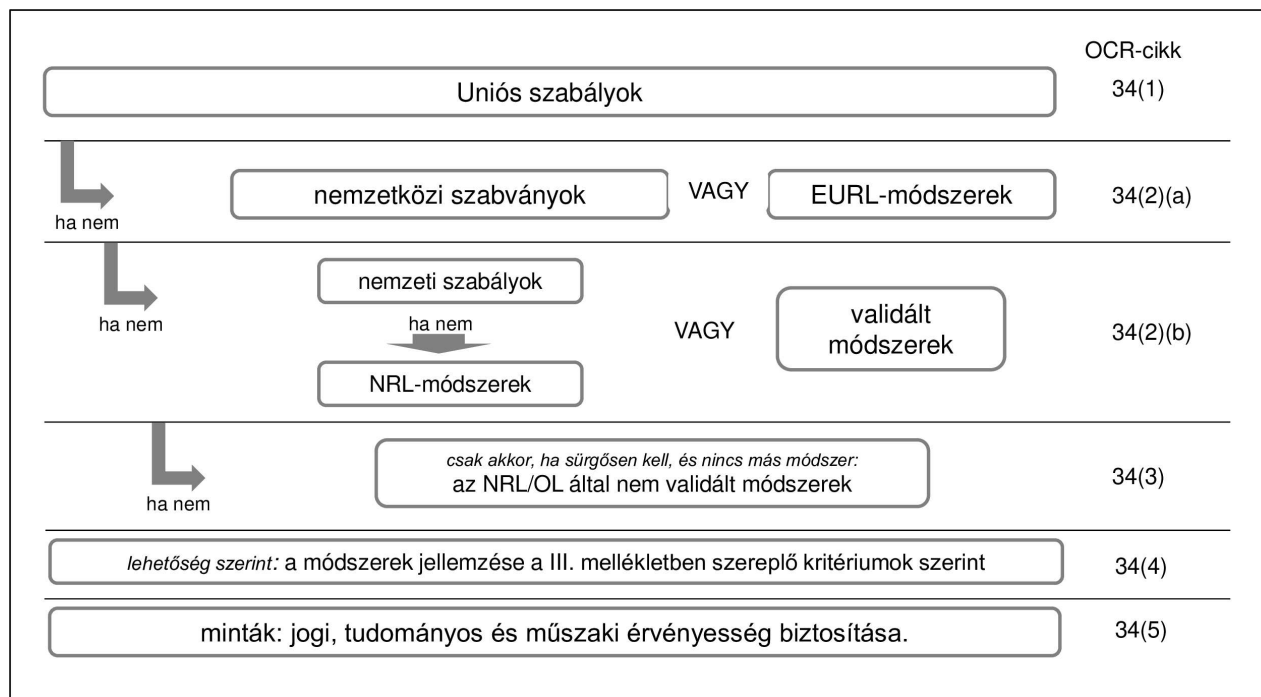 OCR-cikk
Uniós szabályok
34(1)
ha nem
nemzetközi szabványok
VAGY
EURL-módszerek
34(2)(a)
ha nem
nemzeti szabályok
ha nem
NRL-módszerek
VAGY
validált
módszerek
34(2)(b)
ha nem
csak akkor, ha sürgősen kell, és nincs más módszer:
az NRL/OL által nem validált módszerek
34(3)
lehetőség szerint: a módszerek jellemzése a III. mellékletben szereplő kritériumok szerint
34(4)
minták: jogi, tudományos és műszaki érvényesség biztosítása.
34(5)